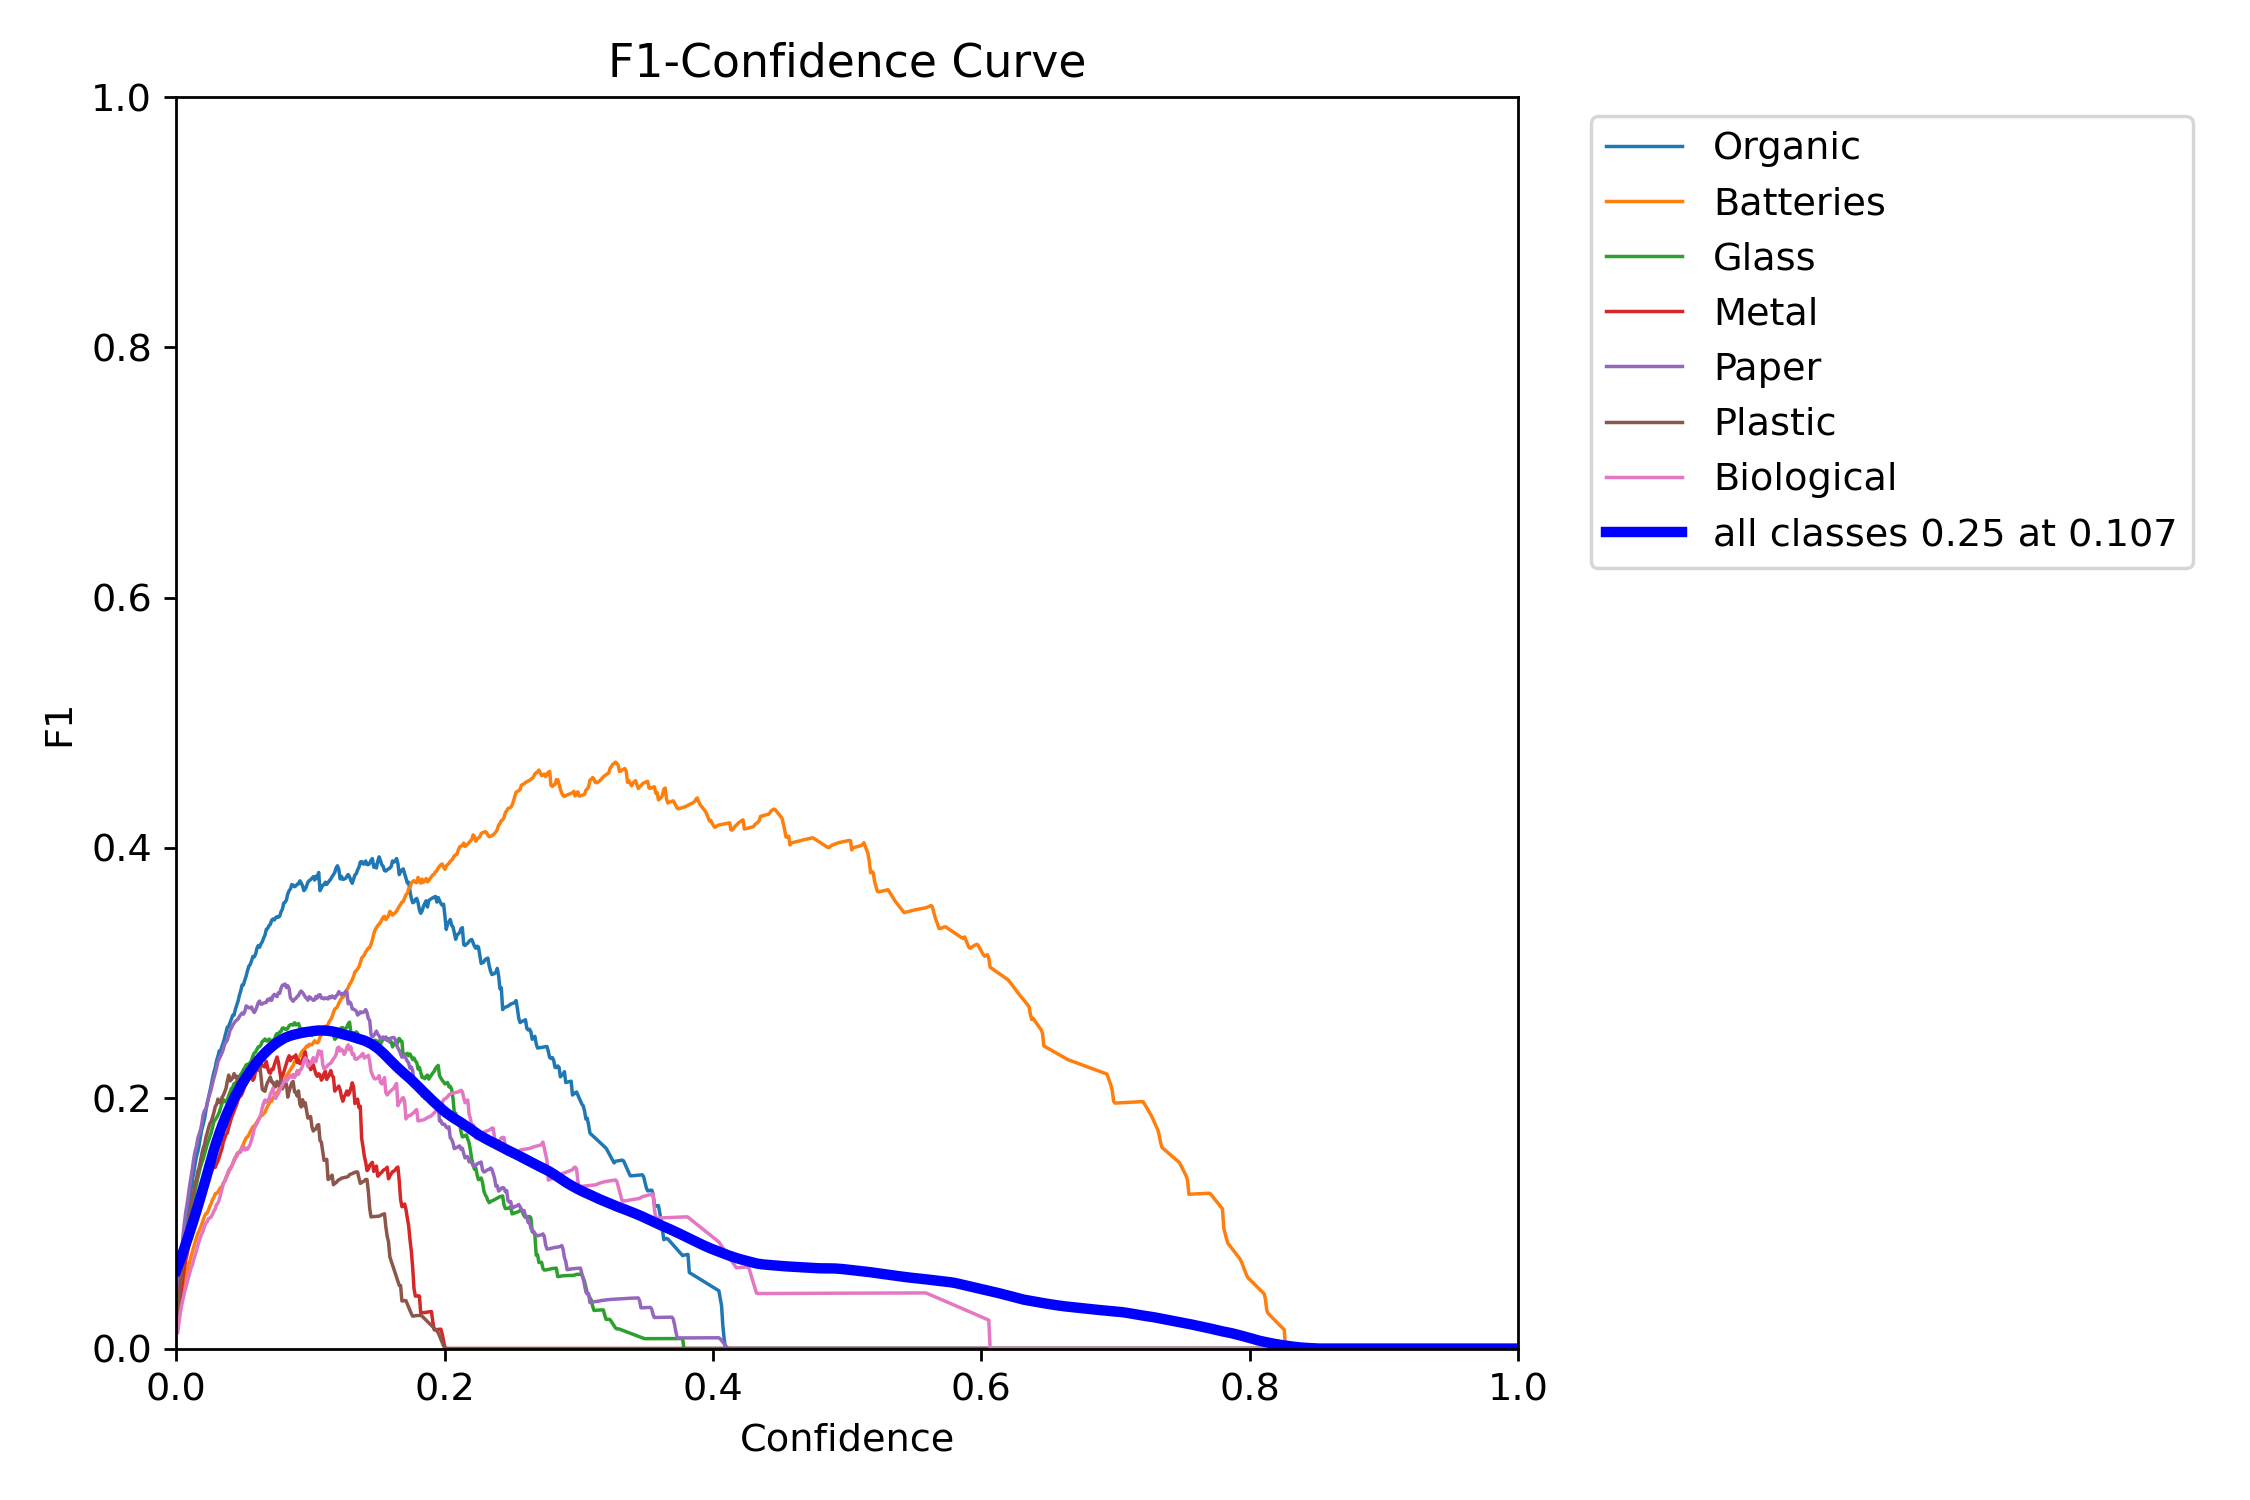 F1-Confidence Curve
1.0
0.8
0.6
0.4
0.2
0.0
F1
0.0 0.2 0.4 0.6 0.8 1.0
Confidence
Organic
Batteries
Glass
Metal
Paper
Plastic
Biological
all classes 0.25 at 0.107